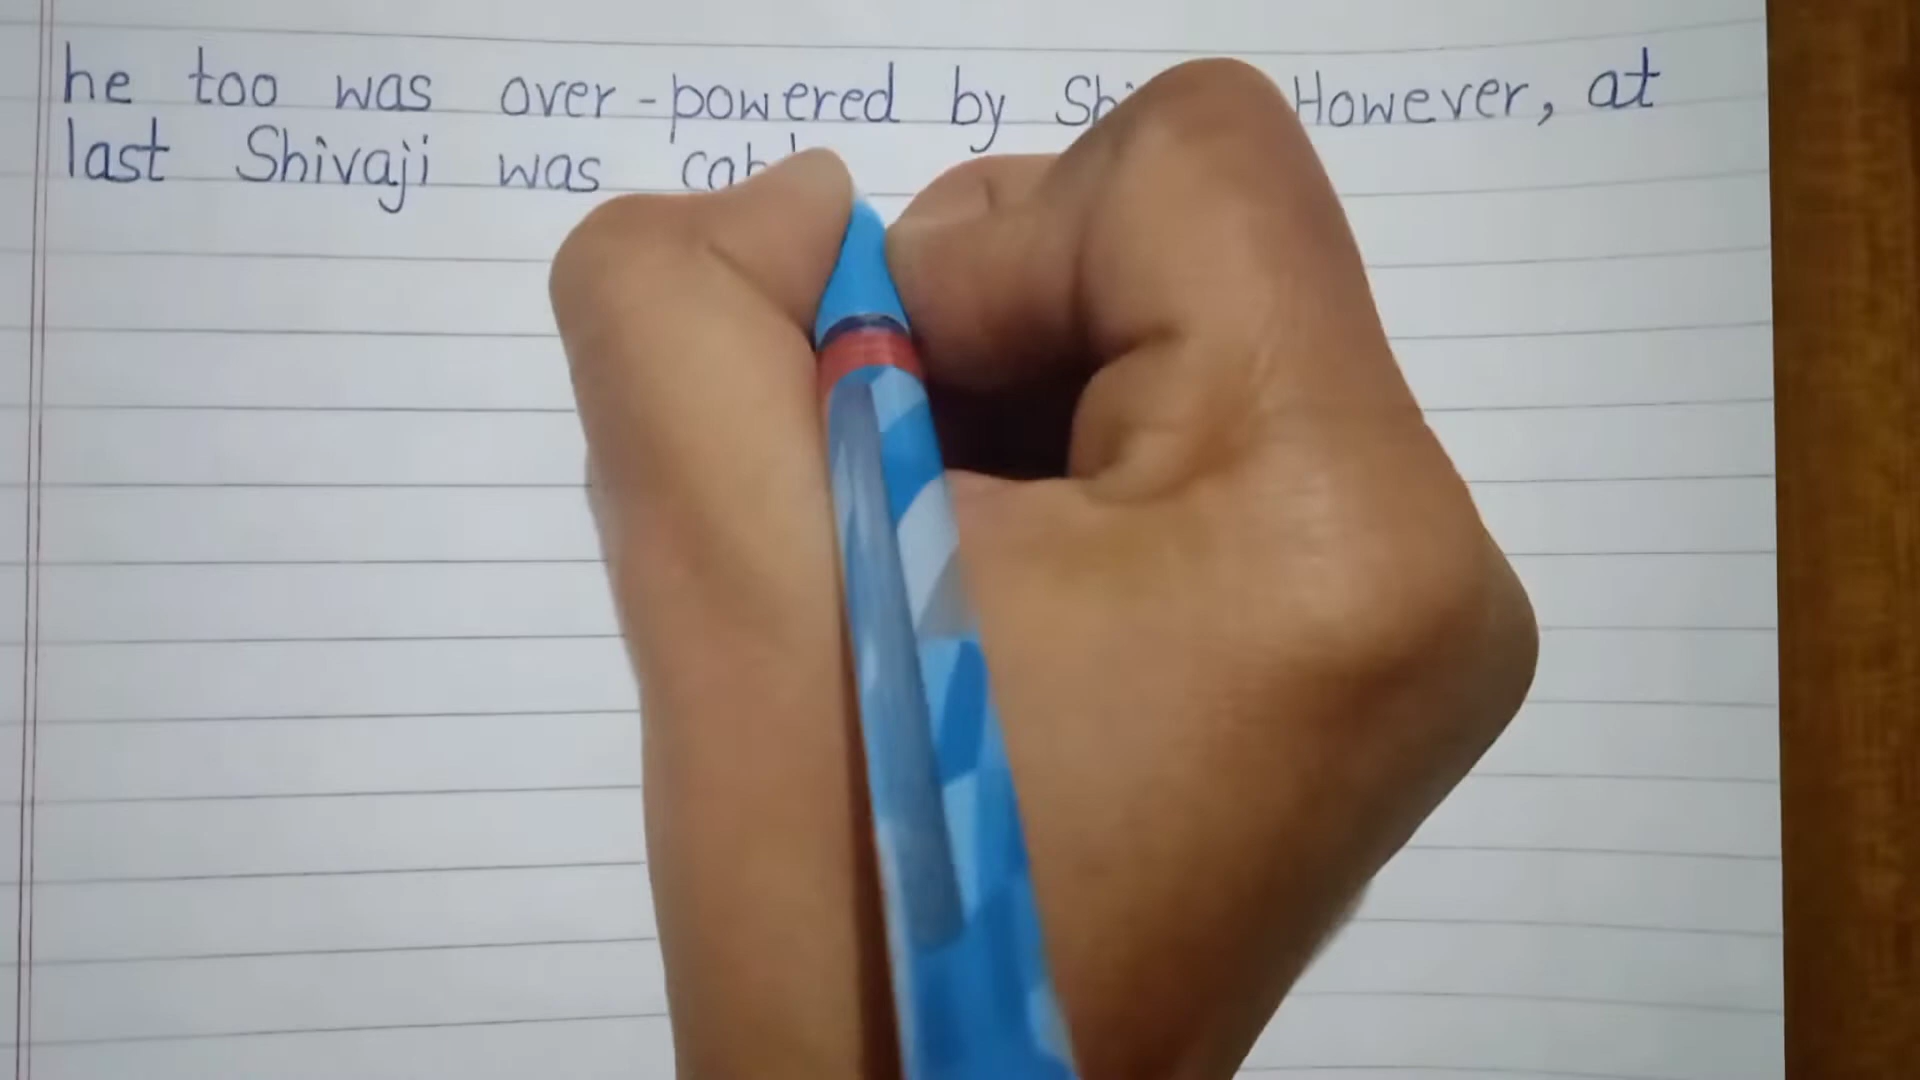 he too was over-powered by However, at
last Shivaji was